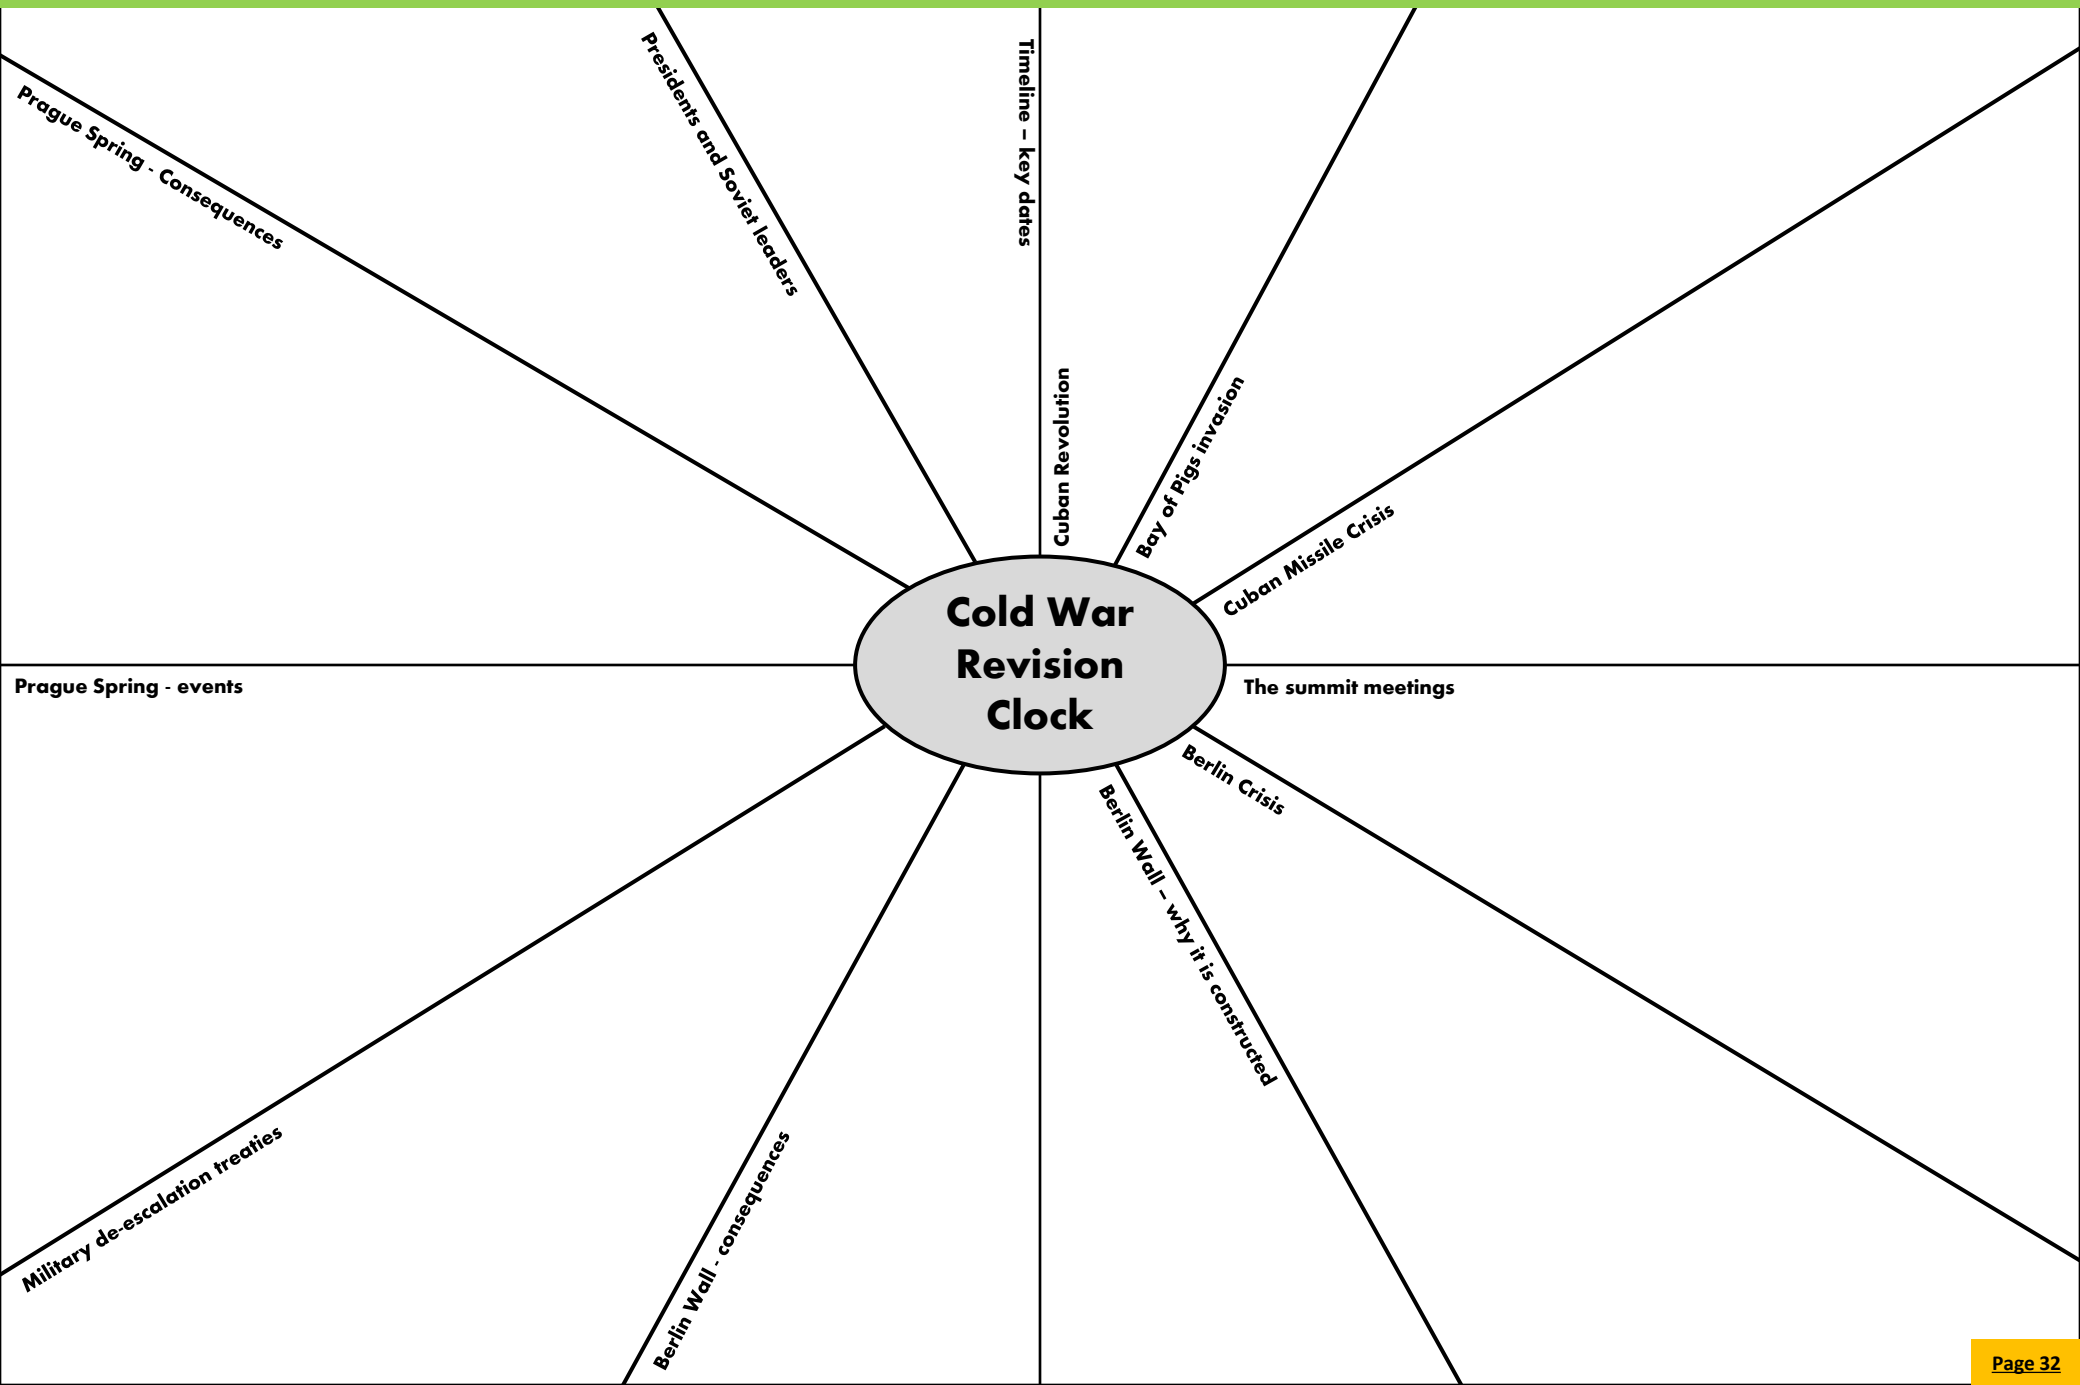 Cold War
Revision
Clock
Cuban Revolution
Bay of Pigs invasion
Cuban Missile Crisis
The summit meetings
Berlin Crisis
Berlin Wall – why it is constructed
Berlin Wall - consequences
Military de-escalation treaties
Prague Spring - events
Prague Spring - Consequences
Presidents and Soviet leaders
Timeline – key dates
Page 32